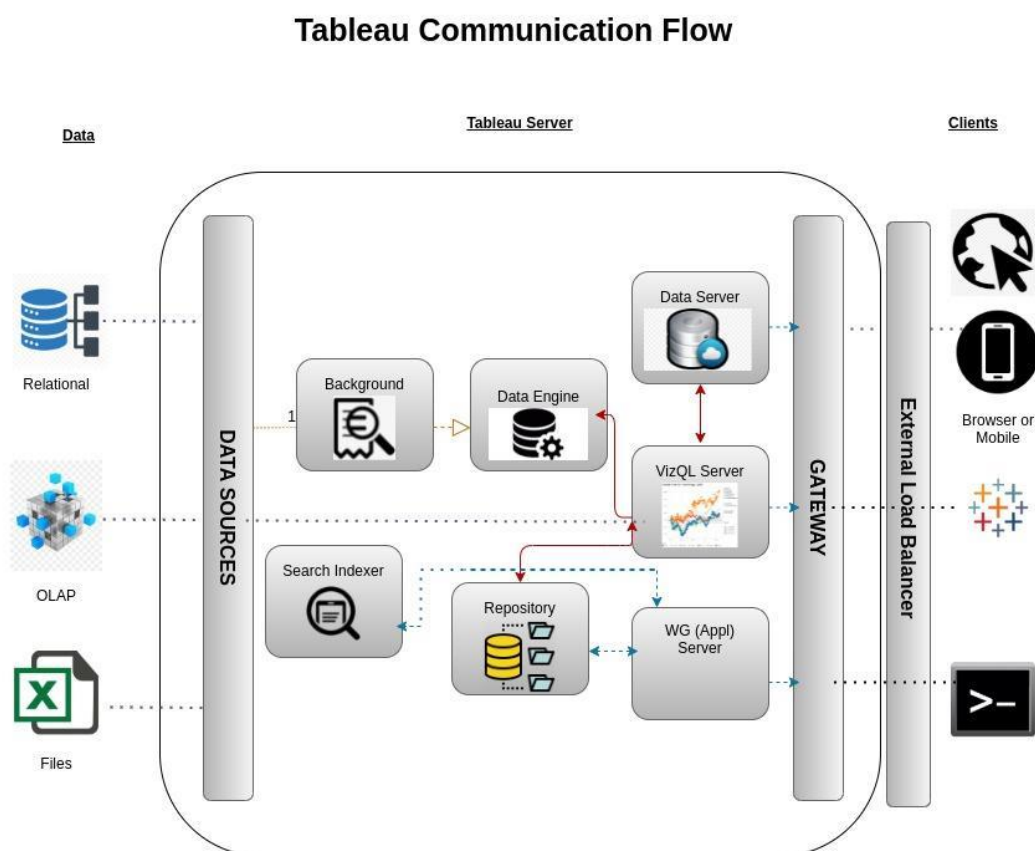 Tableau Communication Flow
Data
Tableau Server
Clients
Relational
OLAP
Files
DATA SOURCES
1
Background
Data Engine
Data Server
VizQL Server
Search Indexer
Repository
WG (Appl)
Server
GATEWAY
External Load Balancer
Browser or
Mobile
>–